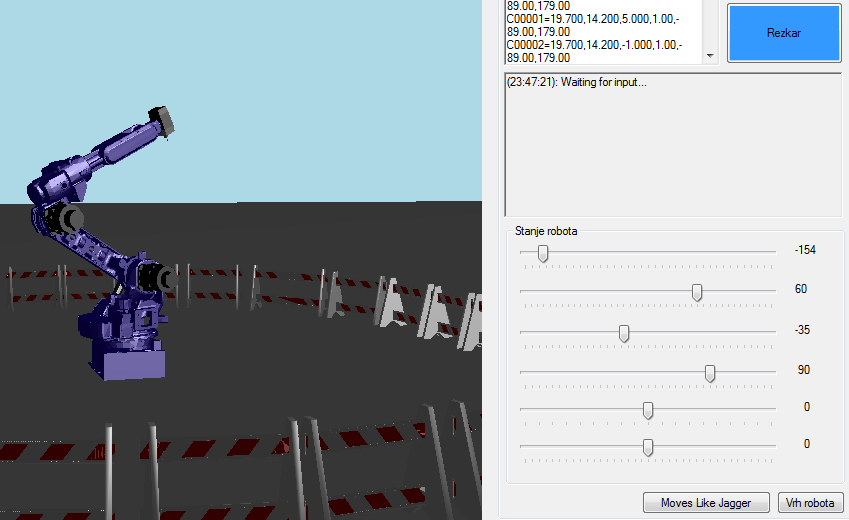 89.00,179.00
C00001=19.700,14.200,5.000,1.00,-
89.00,179.00
C00002=19.700,14.200,-1.000,1.00,-
89.00,179.00
Rezkar
(23:47:21): Waiting for input...
Stanje robota
-154
60
-35
90
0
0
Moves Like Jagger
Vrh robota